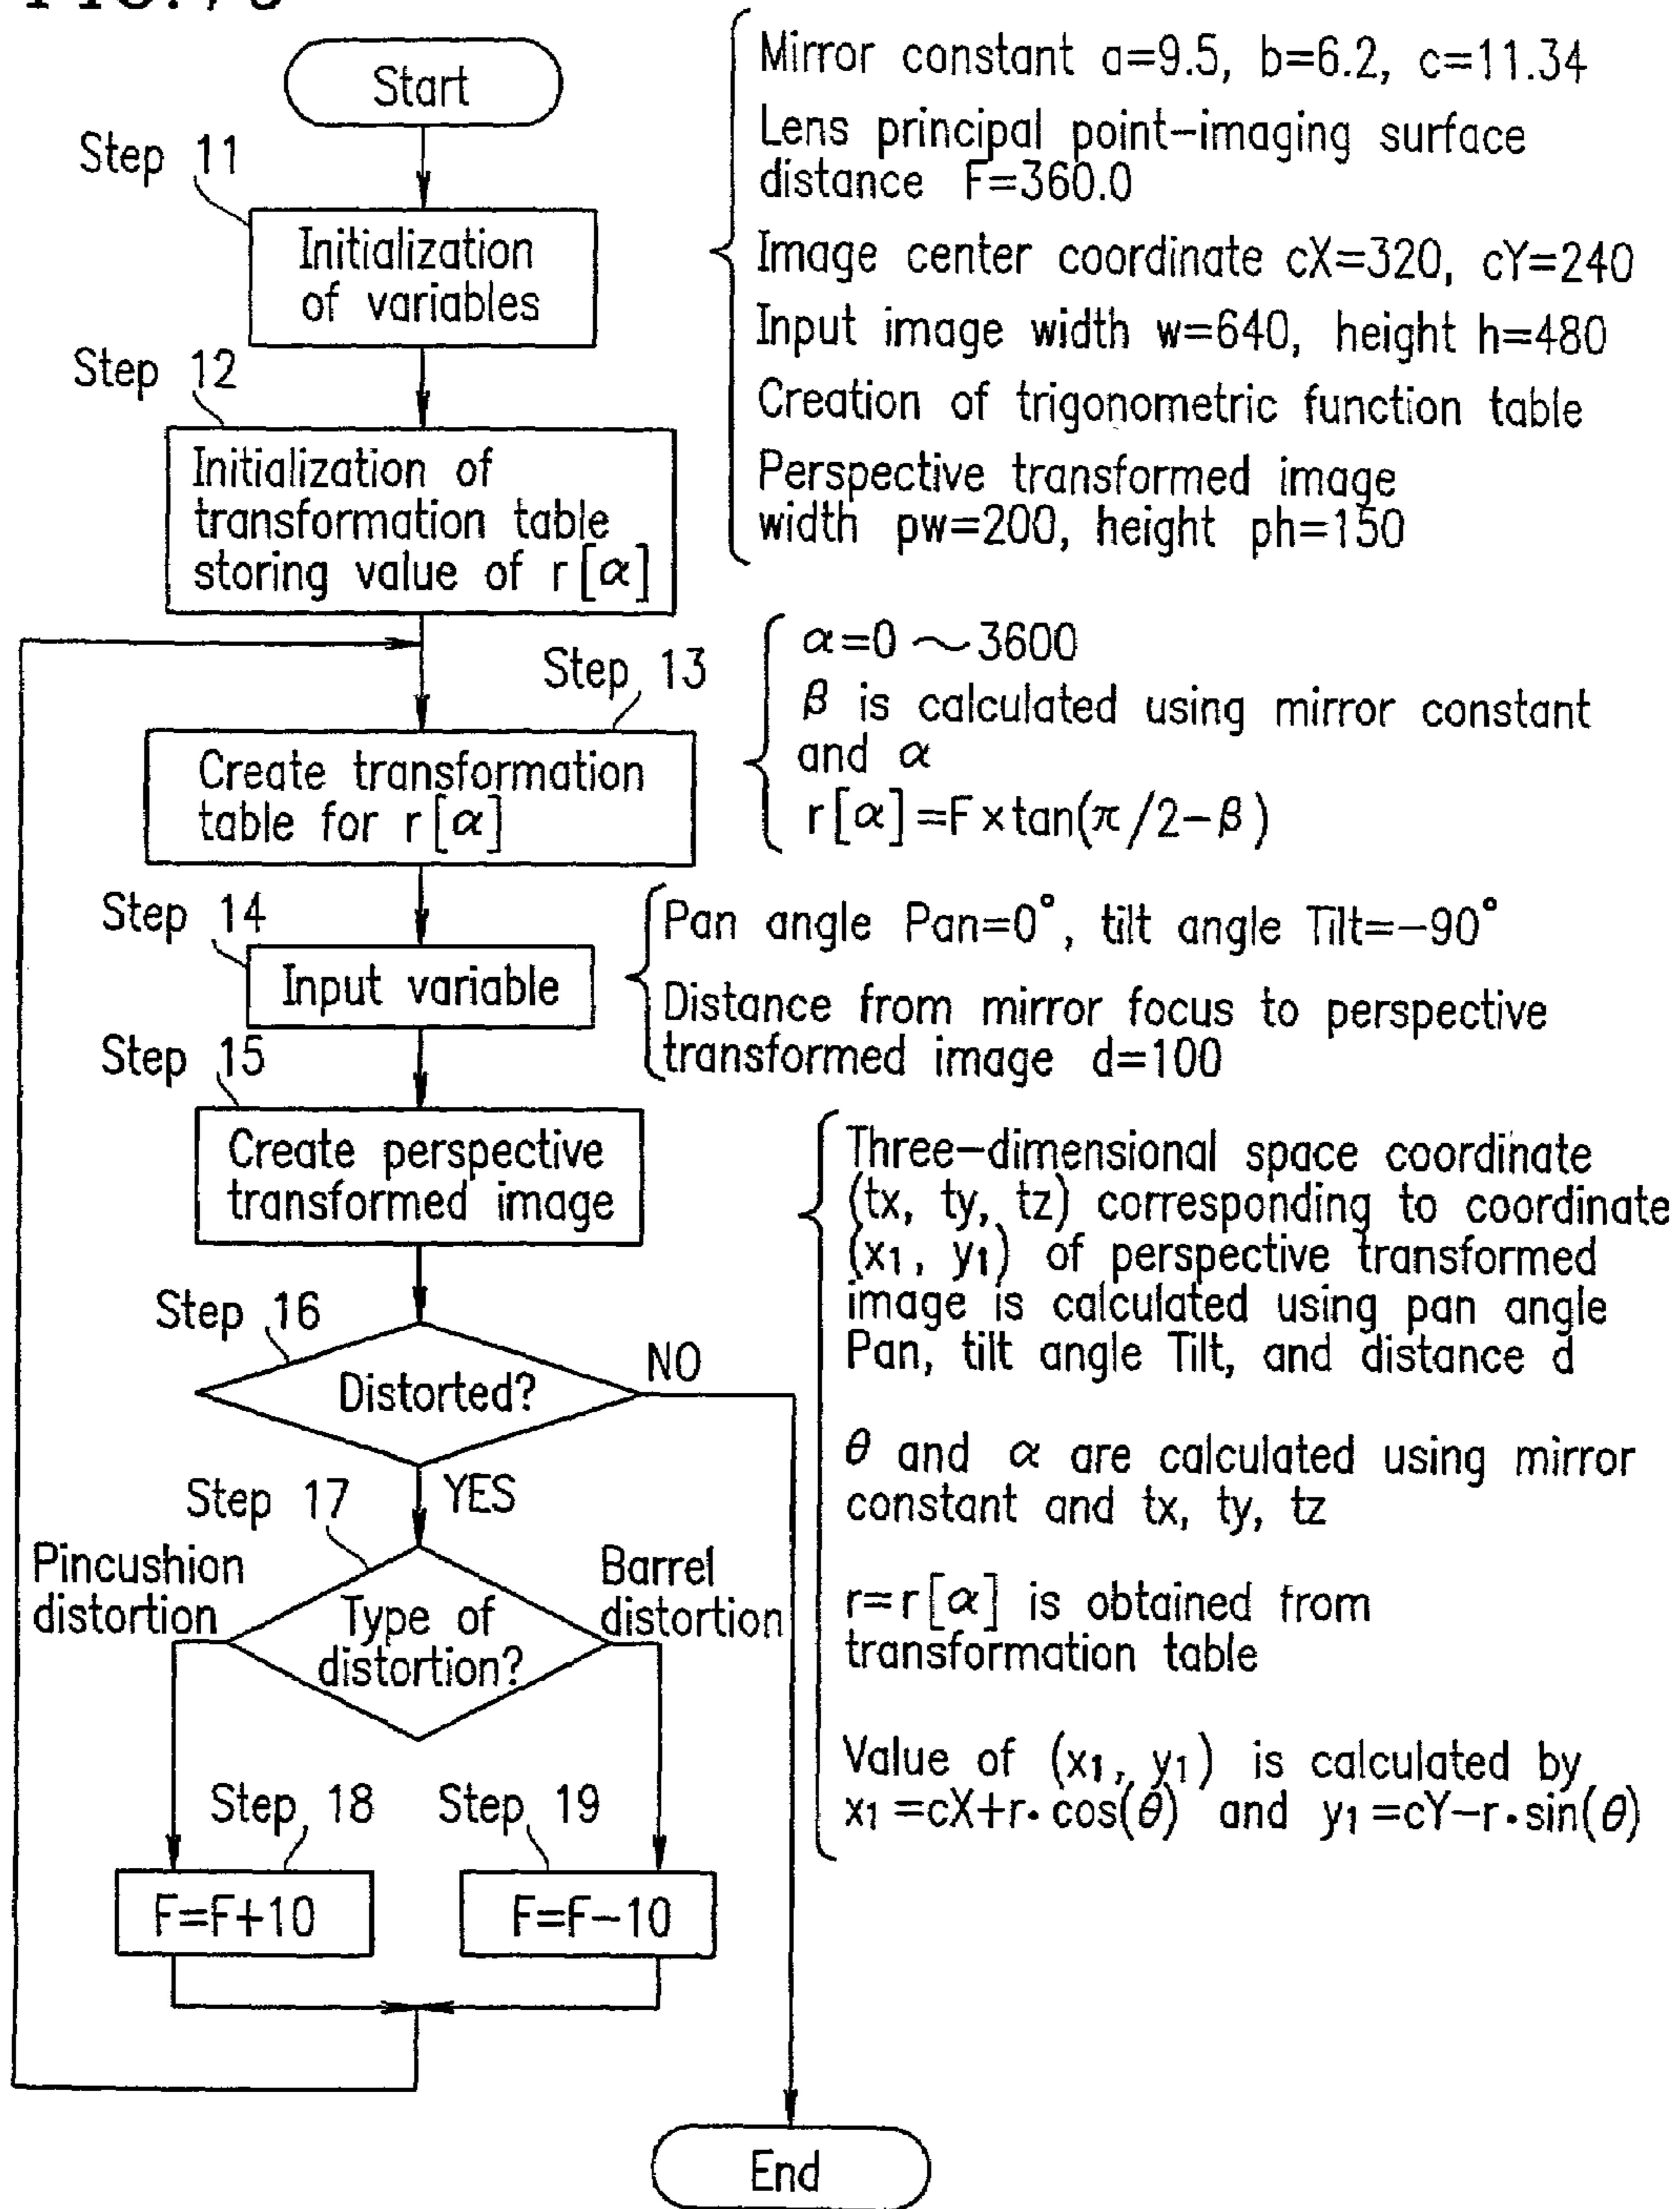 Start
Step 11
Initialization
of variables
Mirror constant a=9.5, b=6.2, c=11.34
Lens principal point-imaging surface
distance F=360.0
Image center coordinate cX=320, cY=240
Input image width w=640, height h=480
Creation of trigonometric function table
Perspective transformed image
width pw=200, height ph=150
Step 12
Initialization of
transformation table
storing value of r[α]
Step 13
Create transformation
table for r[α]
α=0 ~3600
β is calculated using mirror constant
and α
r[α]=F×tan(π/2-β)
Step 14
Input variable
Pan angle Pan=0°, tilt angle Tilt=-90°
Distance from mirror focus to perspective
transformed image d=100
Step 15
Create perspective
transformed image
Three-dimensional space coordinate
(tx, ty, tz) corresponding to coordinate
(x1, y1) of perspective transformed
image is calculated using pan angle
Pan, tilt angle Tilt, and distance d
θ and α are calculated using mirror
constant and tx, ty, tz
r=r[α] is obtained from
transformation table
Value of (x1, y1) is calculated by
x1=cX+r·cos(θ) and y1=cY-r·sin(θ)
Step 16
Distorted?
NO
YES
Step 17
Type of
distortion?
Pincushion
distortion
Barrel
distortion
Step 18
F=F+10
Step 19
F=F-10
End